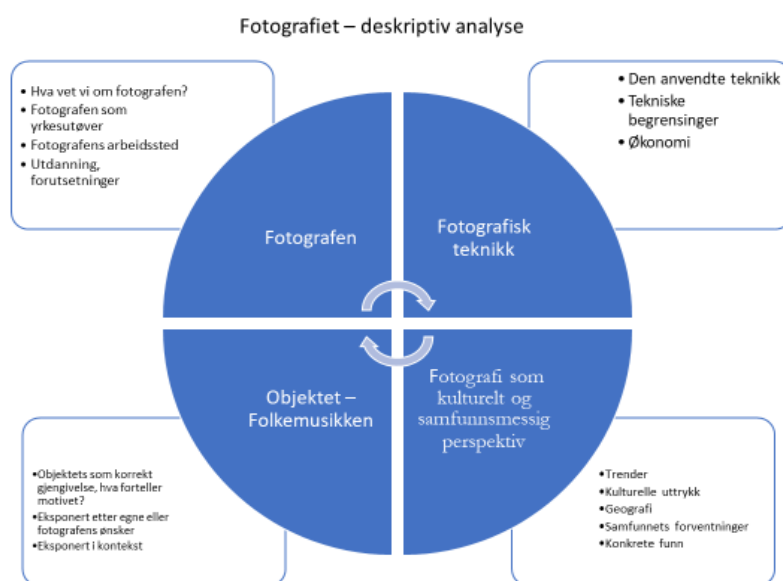 Fotografiet – deskriptiv analyse
• Hva vet vi om fotografen?
• Fotografen som
yrkesutøver
• Fotografens arbeidssted
• Utdanning,
forutsetninger
• Den anvendte teknikk
• Tekniske
begrensinger
• Økonomi
Fotografen
Fotografisk
teknikk
Objektet –
Folkemusikken
Fotografi som
kulturelt og
samfunnsmessig
perspektiv
•Objektets som korrekt
gjengivelse, hva forteller
motivet?
•Eksponert etter egne eller
fotografens ønsker
•Eksponert i kontekst
•Trender
•Kulturelle uttrykk
•Geografi
•Samfunnets forventninger
•Konkrete funn